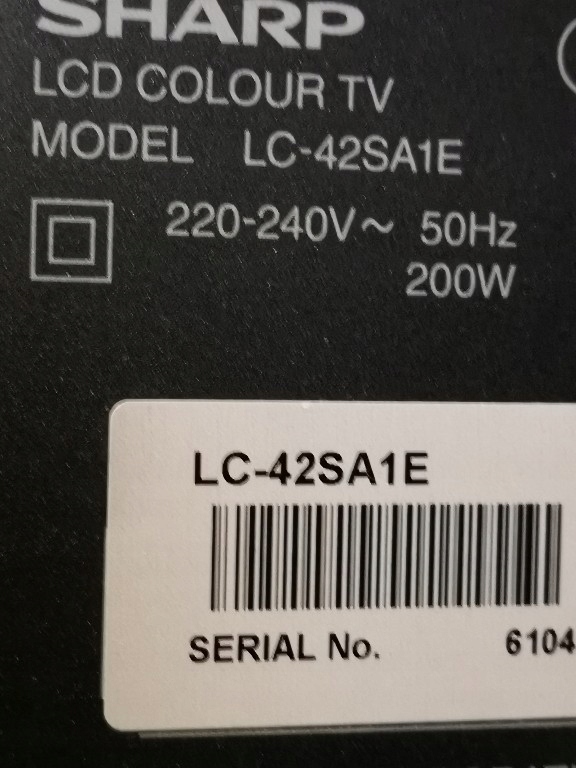 SHARP
LCD COLOUR TV
MODEL LC-42SA1E
220-240V~ 50Hz
200W
LC-42SA1E
SERIAL No. 6104